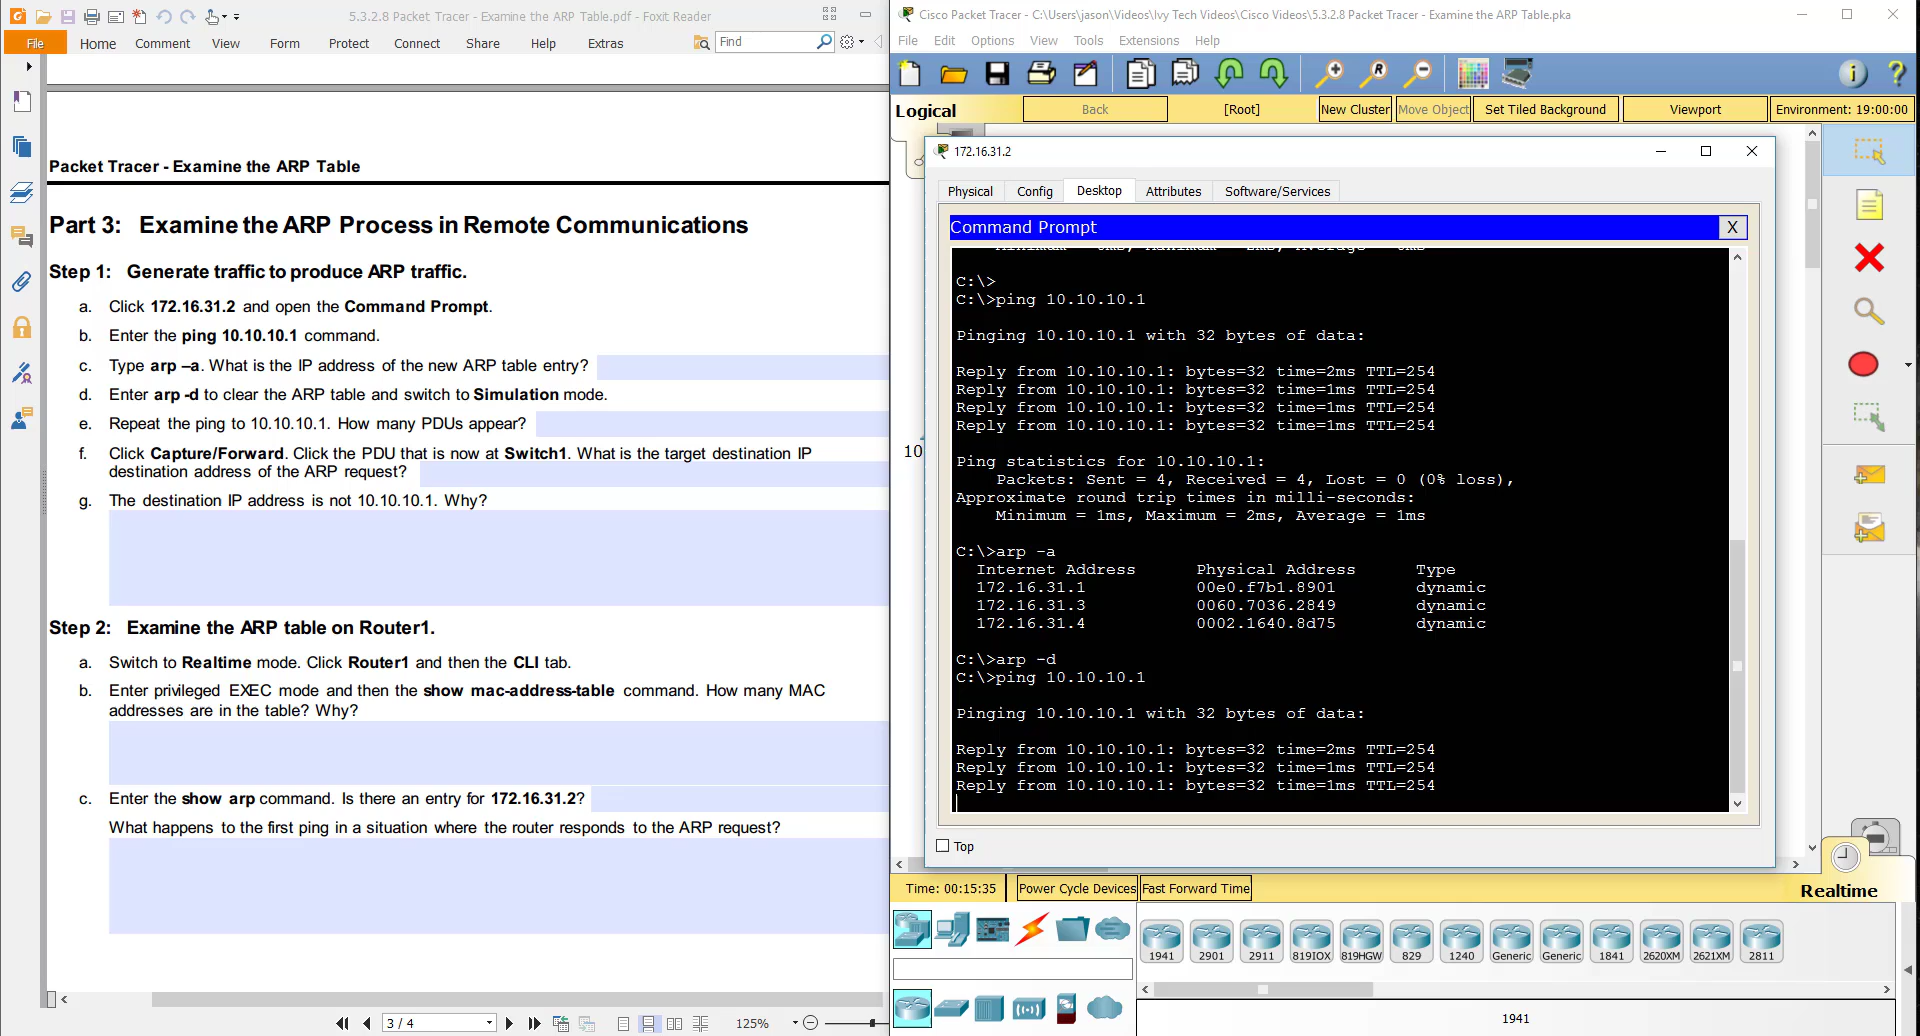 5.3.2.8 Packet Tracer - Examine the ARP Table.pdf - Foxit Reader
File Home Comment View Form Protect Connect Share Help Extras Find
Packet Tracer - Examine the ARP Table
Part 3: Examine the ARP Process in Remote Communications
Step 1: Generate traffic to produce ARP traffic.
a. Click 172.16.31.2 and open the Command Prompt.
b. Enter the ping 10.10.10.1 command.
c. Type arp –a. What is the IP address of the new ARP table entry?
d. Enter arp -d to clear the ARP table and switch to Simulation mode.
e. Repeat the ping to 10.10.10.1. How many PDUs appear?
f. Click Capture/Forward. Click the PDU that is now at Switch1. What is the target destination IP
destination address of the ARP request?
g. The destination IP address is not 10.10.10.1. Why?
Step 2: Examine the ARP table on Router1.
a. Switch to Realtime mode. Click Router1 and then the CLI tab.
b. Enter privileged EXEC mode and then the show mac-address-table command. How many MAC
addresses are in the table? Why?
c. Enter the show arp command. Is there an entry for 172.16.31.2?
What happens to the first ping in a situation where the router responds to the ARP request?
3 / 4
125%
Cisco Packet Tracer - C:\Users\jason\Videos\Ivy Tech Videos\Cisco Videos\5.3.2.8 Packet Tracer - Examine the ARP Table.pka
File Edit Options View Tools Extensions Help
Logical Back [Root] New Cluster Move Object Set Tiled Background Viewport Environment: 19:00:00
10
172.16.31.2
Physical Config Desktop Attributes Software/Services
Command Prompt X
C:\>
C:\>ping 10.10.10.1
Pinging 10.10.10.1 with 32 bytes of data:
Reply from 10.10.10.1: bytes=32 time=2ms TTL=254
Reply from 10.10.10.1: bytes=32 time=1ms TTL=254
Reply from 10.10.10.1: bytes=32 time=1ms TTL=254
Reply from 10.10.10.1: bytes=32 time=1ms TTL=254
Ping statistics for 10.10.10.1:
Packets: Sent = 4, Received = 4, Lost = 0 (0% loss),
Approximate round trip times in milli-seconds:
Minimum = 1ms, Maximum = 2ms, Average = 1ms
C:\>arp -a
Internet Address Physical Address Type
172.16.31.1 00e0.f7b1.8901 dynamic
172.16.31.3 0060.7036.2849 dynamic
172.16.31.4 0002.1640.8d75 dynamic
C:\>arp -d
C:\>ping 10.10.10.1
Pinging 10.10.10.1 with 32 bytes of data:
Reply from 10.10.10.1: bytes=32 time=2ms TTL=254
Reply from 10.10.10.1: bytes=32 time=1ms TTL=254
Reply from 10.10.10.1: bytes=32 time=1ms TTL=254
Top
Time: 00:15:35 Power Cycle Devices Fast Forward Time
Realtime
1941 2901 2911 819IOX 819HGW 829 1240 Generic Generic 1841 2620XM 2621XM 2811
1941